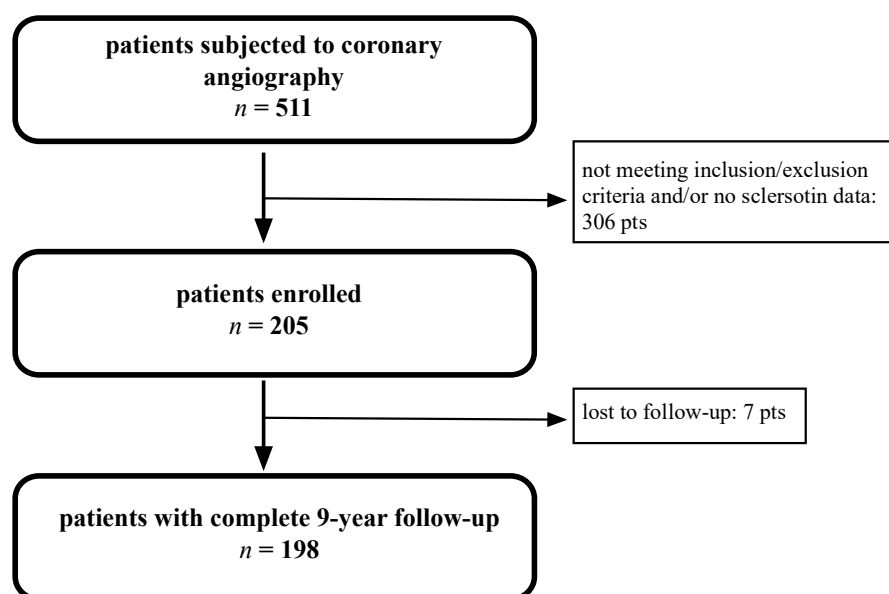 patients subjected to coronary
angiography
n = 511
not meeting inclusion/exclusion
criteria and/or no sclersotin data:
306 pts
patients enrolled
n = 205
lost to follow-up: 7 pts
patients with complete 9-year follow-up
n = 198